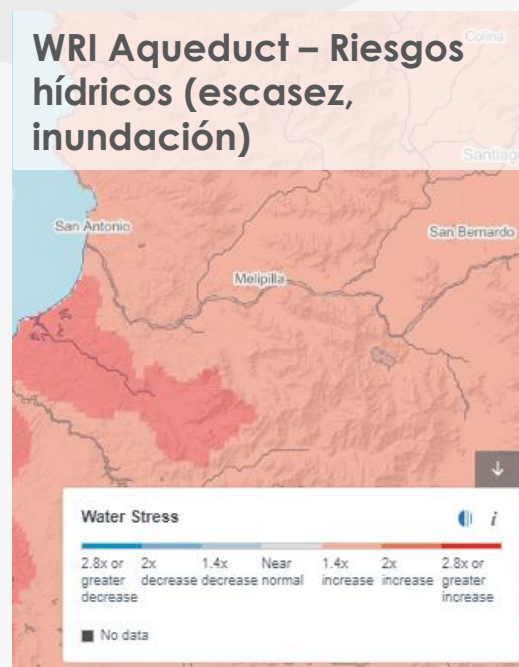 WRI Aqueduct – Riesgos
hídricos (escasez,
inundación)
Colina
Santiago
San Antonio
San Bernardo
Melipilla
Water Stress
i
2.8x or greater decrease
2x decrease
1.4x decrease
Near normal
1.4x increase
2x increase
2.8x or greater increase
No data